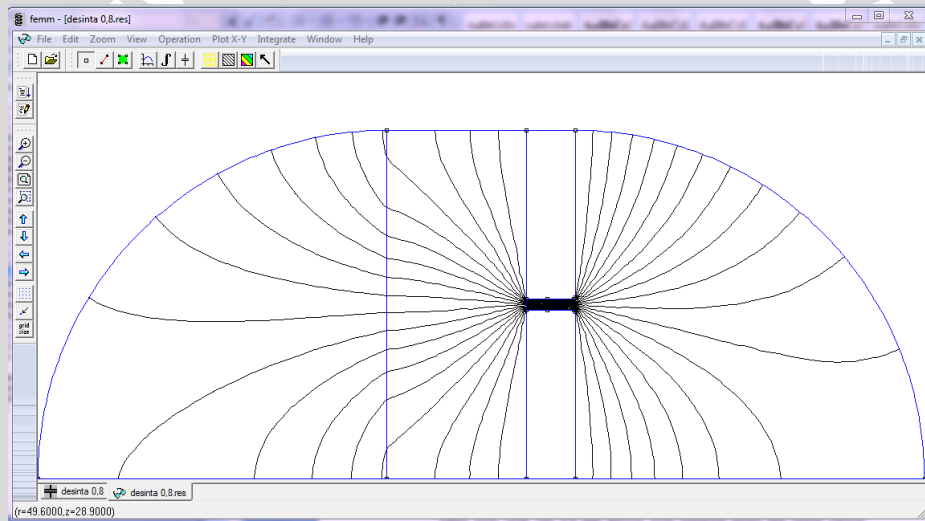 femm - [desinta 0,8.res]
File Edit Zoom View Operation Plot X-Y Integrate Window Help
grid
size
desinta 0,8 desinta 0,8.res
(r=49.6000,z=28.9000)